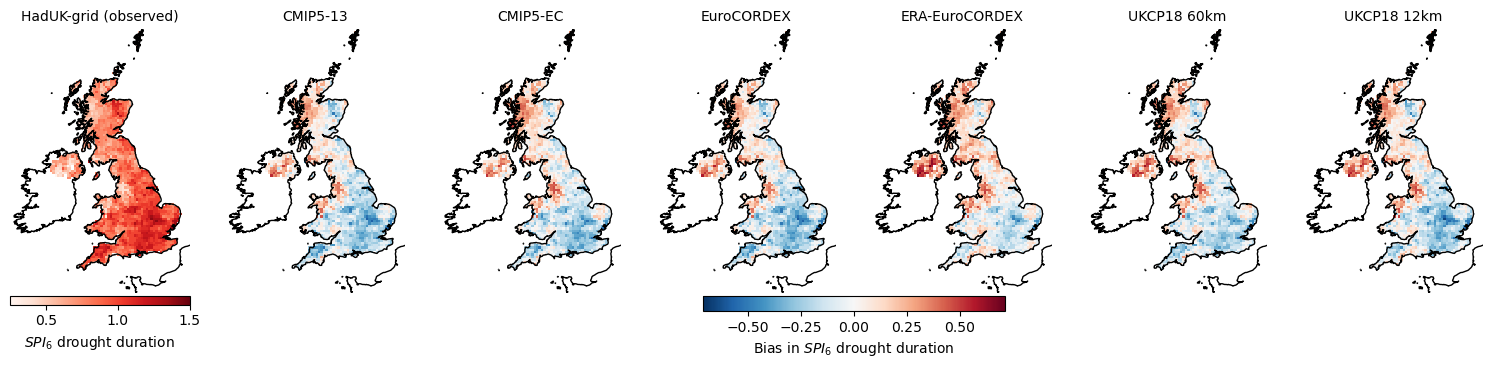 HadUK-grid (observed)
CMIP5-13
CMIP5-EC
EuroCORDEX
ERA-EuroCORDEX
UKCP18 60km
UKCP18 12km
0.5 1.0 1.5
SPI₆ drought duration
−0.50 −0.25 0.00 0.25 0.50
Bias in SPI₆ drought duration